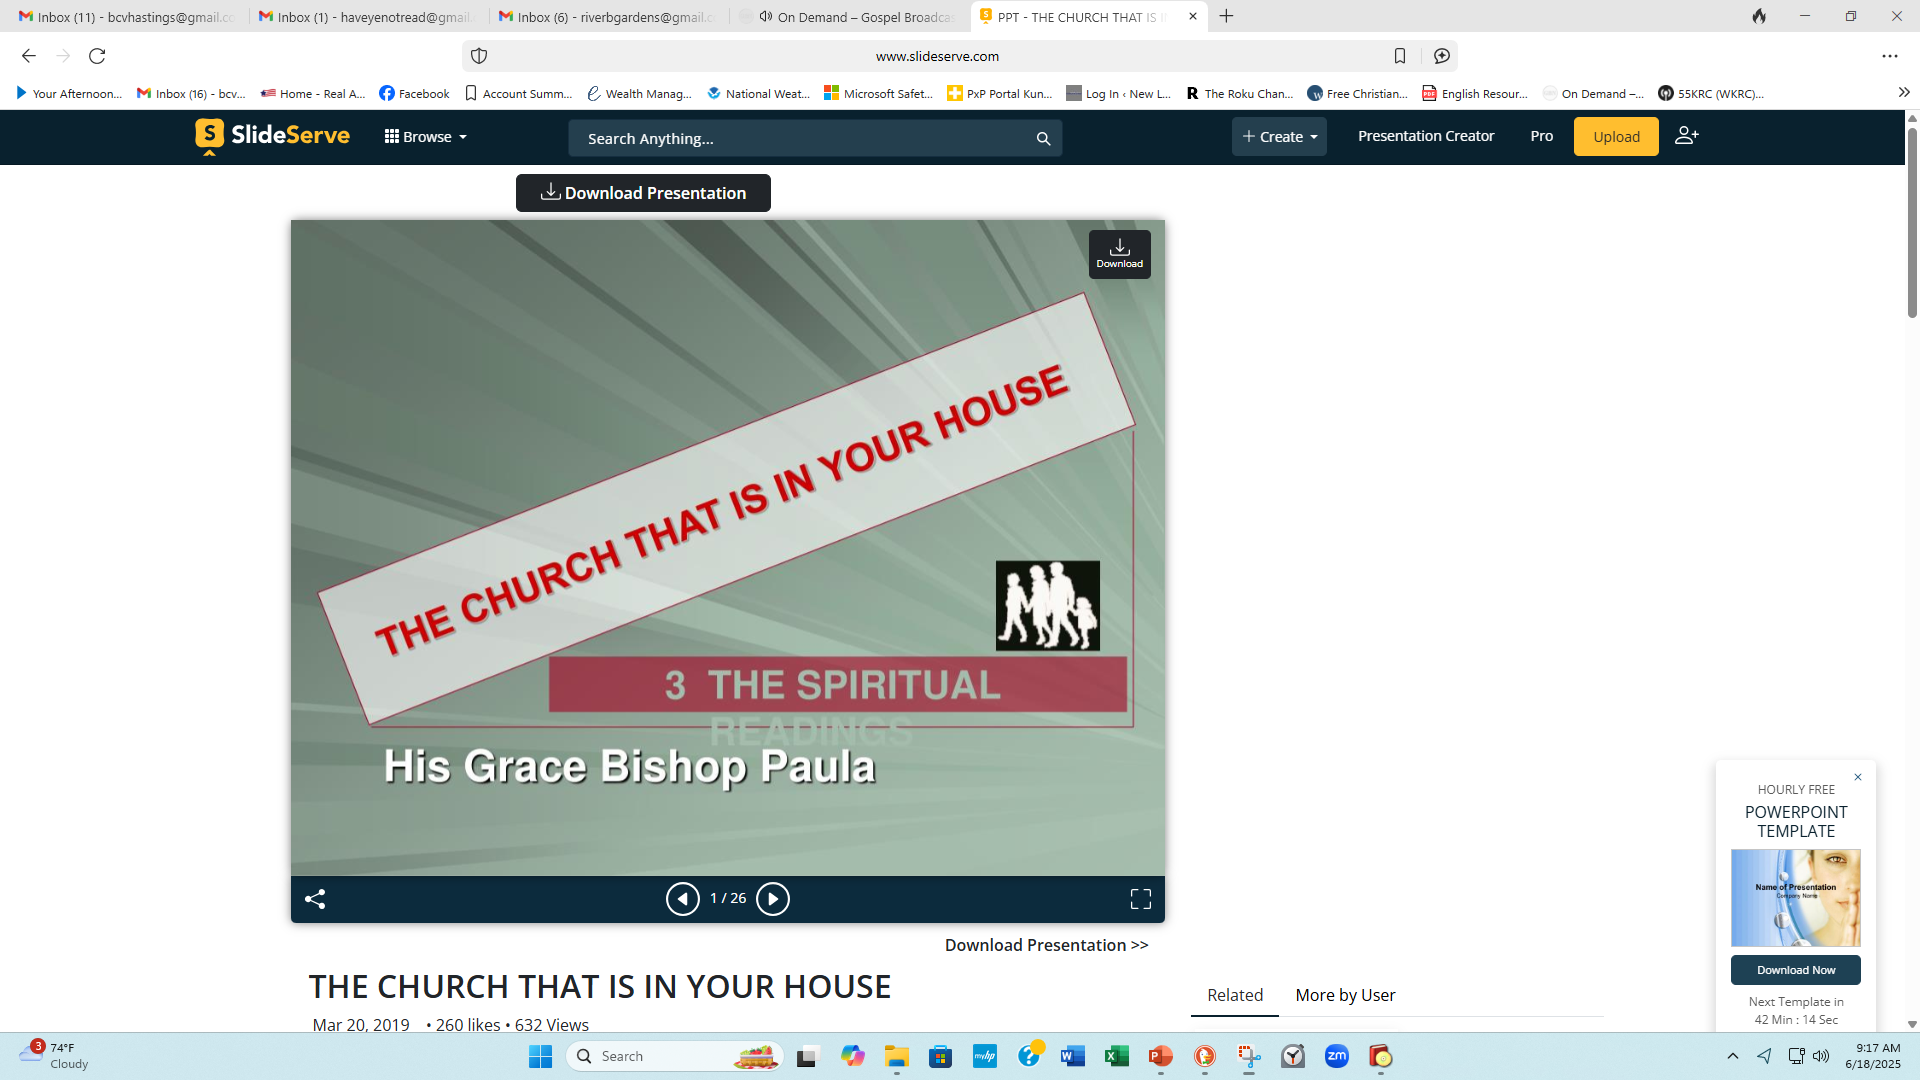 Inbox (11) - bcvhastings@gmail.co
Inbox (1) - haveyenotread@gmail.
Inbox (6) - riverbgardens@gmail.c
On Demand – Gospel Broadcas
PPT - THE CHURCH THAT IS I
www.slideserve.com
Your Afternoon...
Inbox (16) - bcv...
Home - Real A...
Facebook
Account Summ...
Wealth Manag...
National Weat...
Microsoft Safet...
PxP Portal Kun...
Log In ‹ New L...
The Roku Chan...
Free Christian...
English Resour...
On Demand –...
55KRC (WKRC)...
SlideServe
Browse
Search Anything...
Create
Presentation Creator
Pro
Upload
Download Presentation
Download
THE CHURCH THAT IS IN YOUR HOUSE
3 THE SPIRITUAL
READINGS
His Grace Bishop Paula
1 / 26
Download Presentation >>
THE CHURCH THAT IS IN YOUR HOUSE
Mar 20, 2019 • 260 likes • 632 Views
Related
More by User
HOURLY FREE
POWERPOINT
TEMPLATE
Name of Presentation
Company Name
Download Now
Next Template in
42 Min : 14 Sec
3
74°F
Cloudy
Search
myhp
zm
9:17 AM
6/18/2025